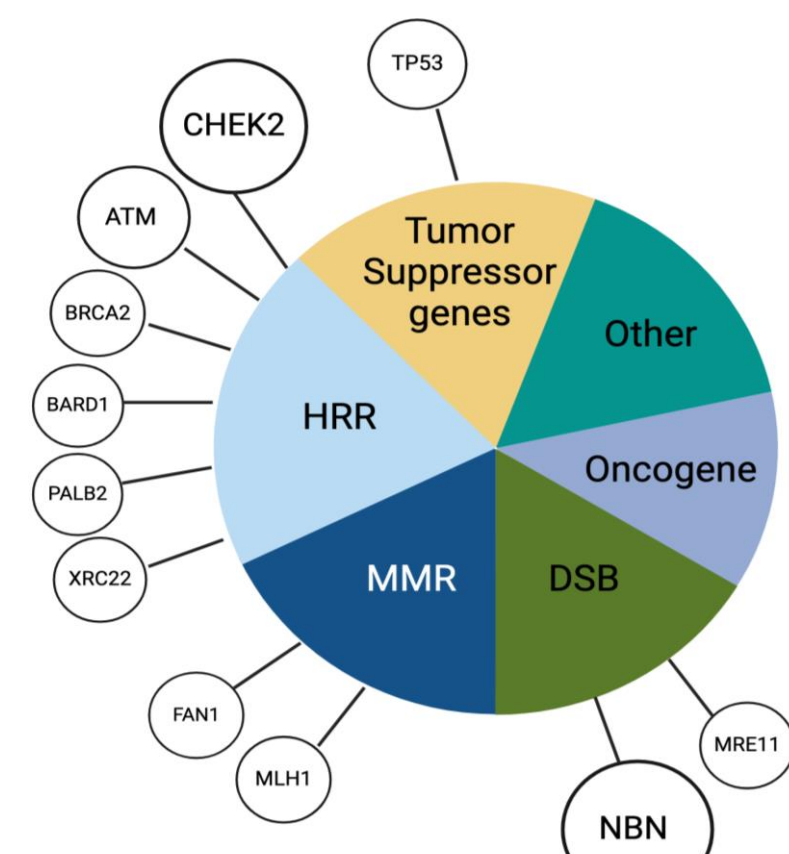 TP53
CHEK2
ATM
BRCA2
BARD1
PALB2
XRC22
FAN1
MLH1
NBN
MRE11
Tumor
Suppressor
genes
Other
HRR
Oncogene
MMR
DSB